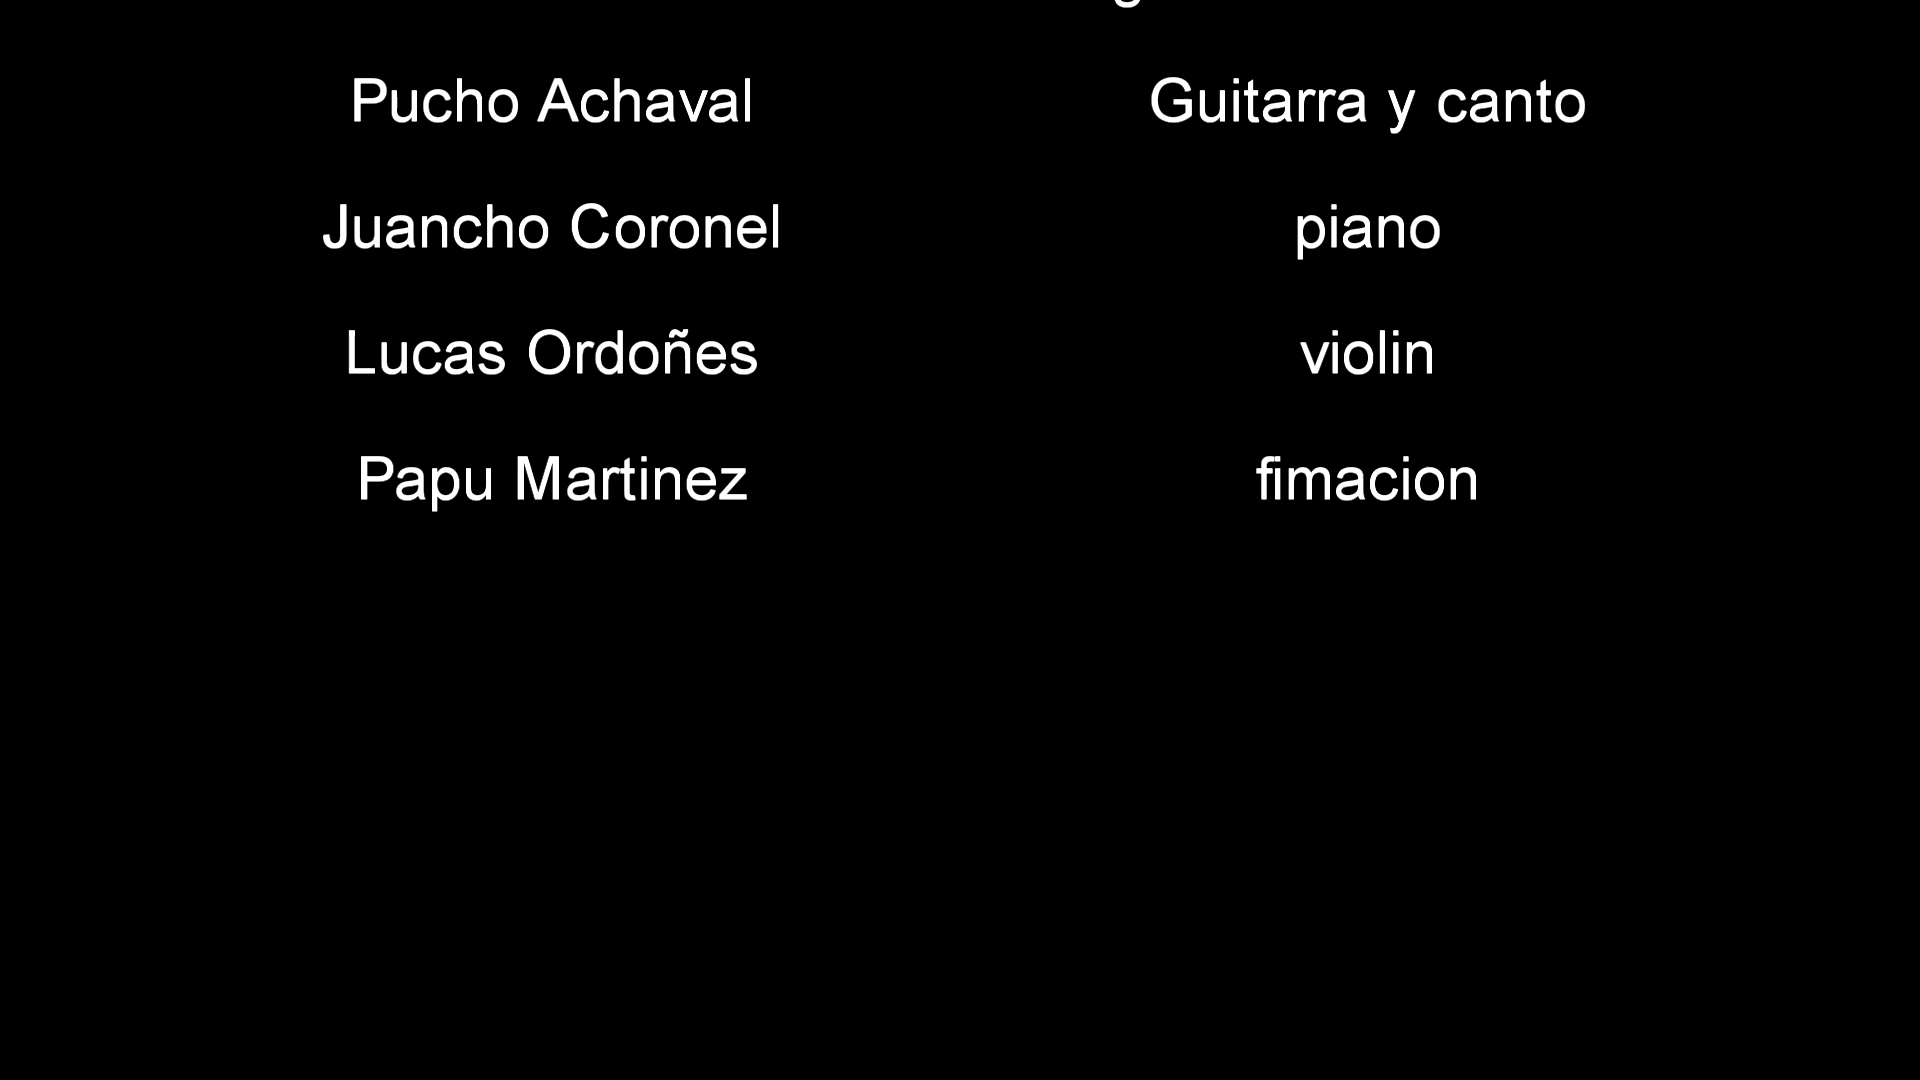 Pucho Achaval Guitarra y canto
Juancho Coronel piano
Lucas Ordoñes violin
Papu Martinez fimacion